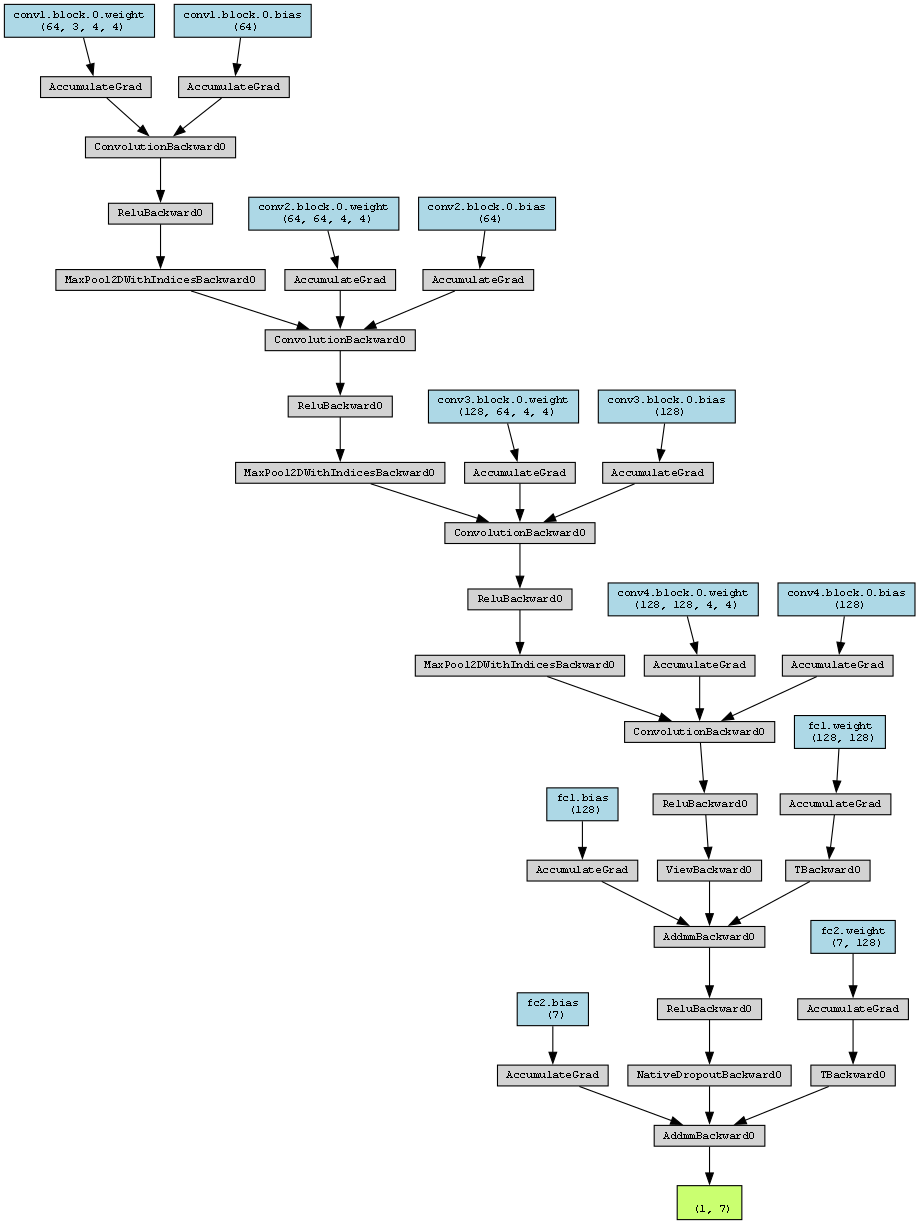 conv1.block.0.weight
(64, 3, 4, 4)
conv1.block.0.bias
(64)
AccumulateGrad
AccumulateGrad
ConvolutionBackward0
ReluBackward0
conv2.block.0.weight
(64, 64, 4, 4)
conv2.block.0.bias
(64)
MaxPool2DWithIndicesBackward0
AccumulateGrad
AccumulateGrad
ConvolutionBackward0
ReluBackward0
conv3.block.0.weight
(128, 64, 4, 4)
conv3.block.0.bias
(128)
MaxPool2DWithIndicesBackward0
AccumulateGrad
AccumulateGrad
ConvolutionBackward0
ReluBackward0
conv4.block.0.weight
(128, 128, 4, 4)
conv4.block.0.bias
(128)
MaxPool2DWithIndicesBackward0
AccumulateGrad
AccumulateGrad
ConvolutionBackward0
fc1.weight
(128, 128)
fc1.bias
(128)
ReluBackward0
AccumulateGrad
AccumulateGrad
ViewBackward0
TBackward0
AddmmBackward0
fc2.weight
(7, 128)
fc2.bias
(7)
ReluBackward0
AccumulateGrad
AccumulateGrad
NativeDropoutBackward0
TBackward0
AddmmBackward0
(1, 7)